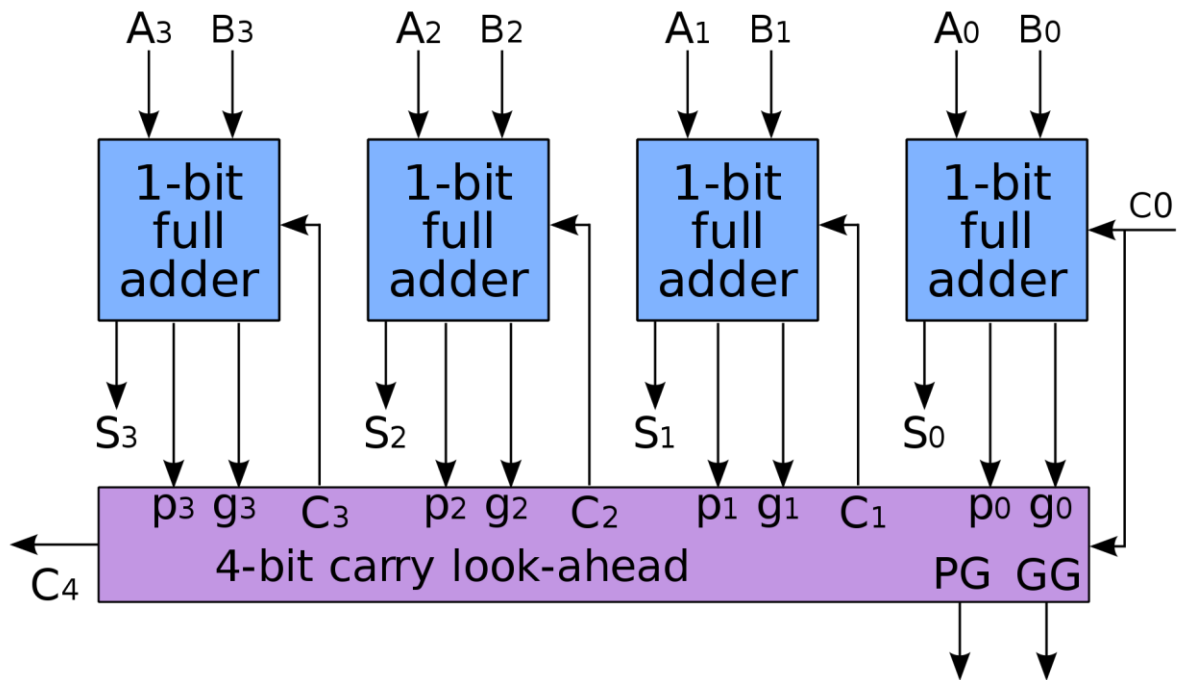 A3 B3 A2 B2 A1 B1 A0 B0
1-bit full adder
1-bit full adder
1-bit full adder
1-bit full adder
C0
S3 S2 S1 S0
p3 g3 C3 p2 g2 C2 p1 g1 C1 p0 g0
4-bit carry look-ahead
PG GG
C4